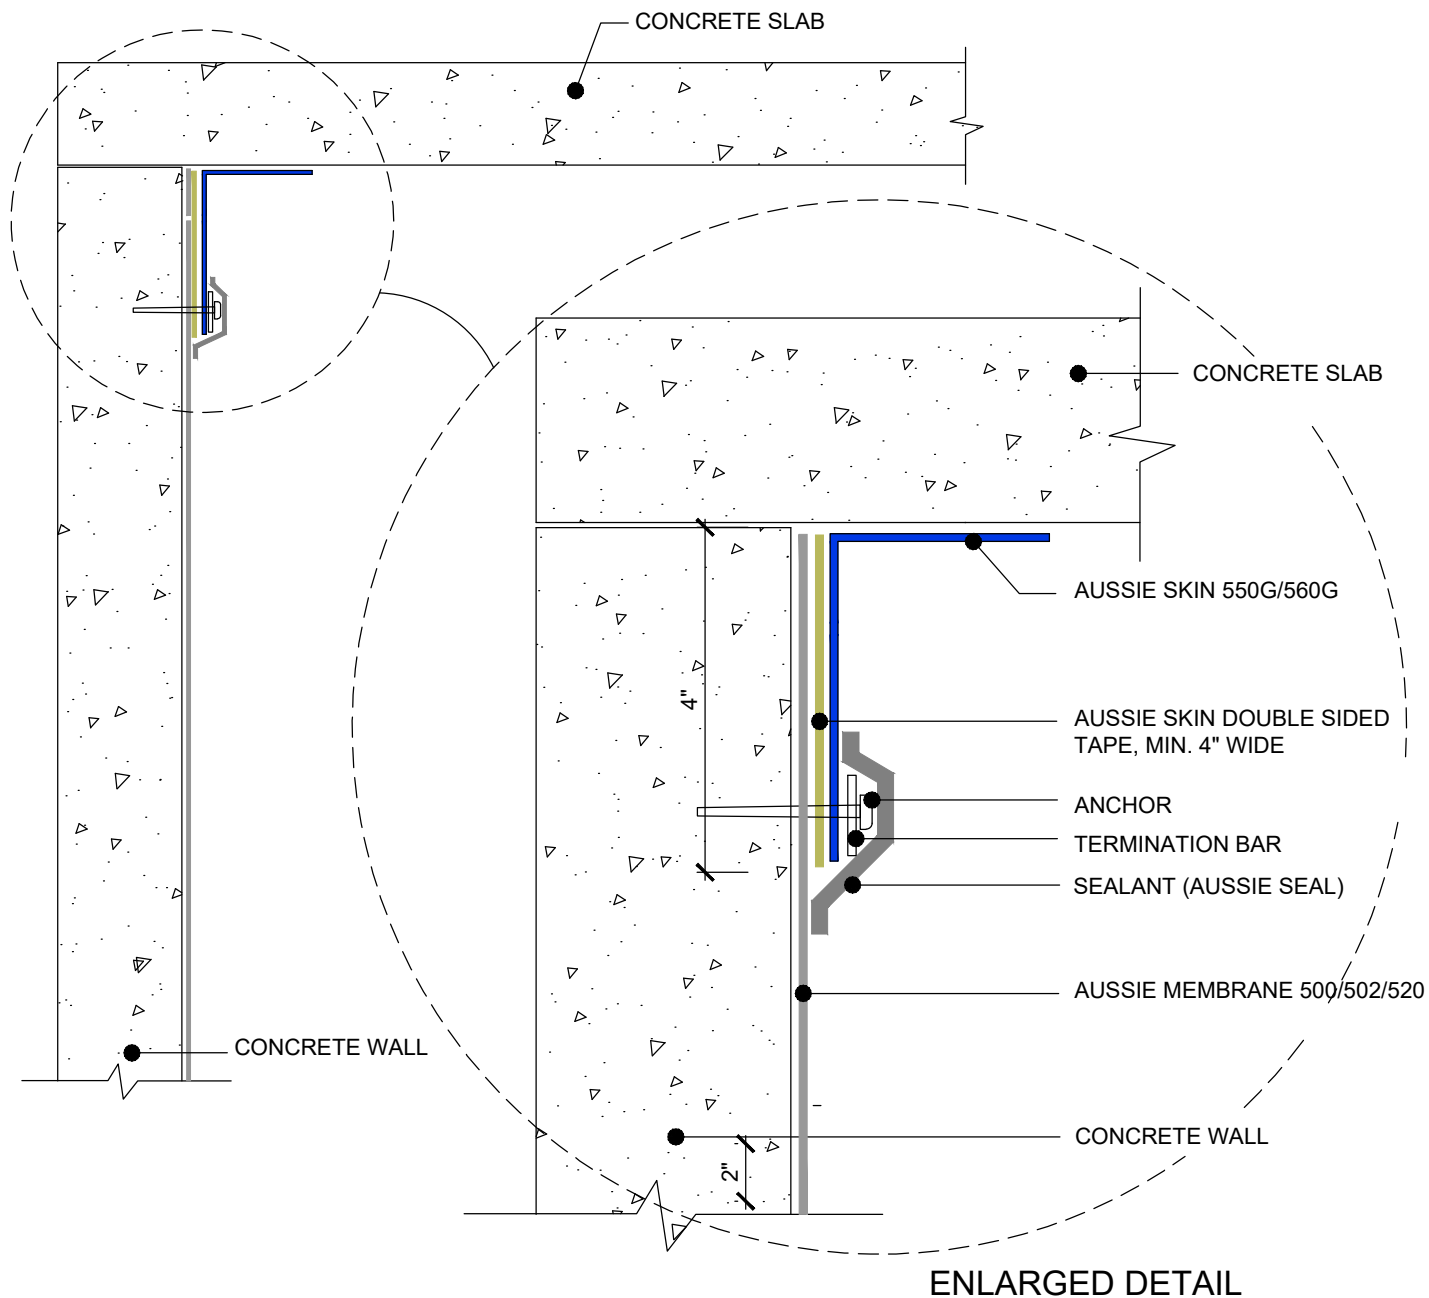 CONCRETE SLAB
CONCRETE SLAB
AUSSIE SKIN 550G/560G
4"
AUSSIE SKIN DOUBLE SIDED
TAPE, MIN. 4" WIDE
ANCHOR
TERMINATION BAR
SEALANT (AUSSIE SEAL)
AUSSIE MEMBRANE 500/502/520
CONCRETE WALL
CONCRETE WALL
2"
ENLARGED DETAIL